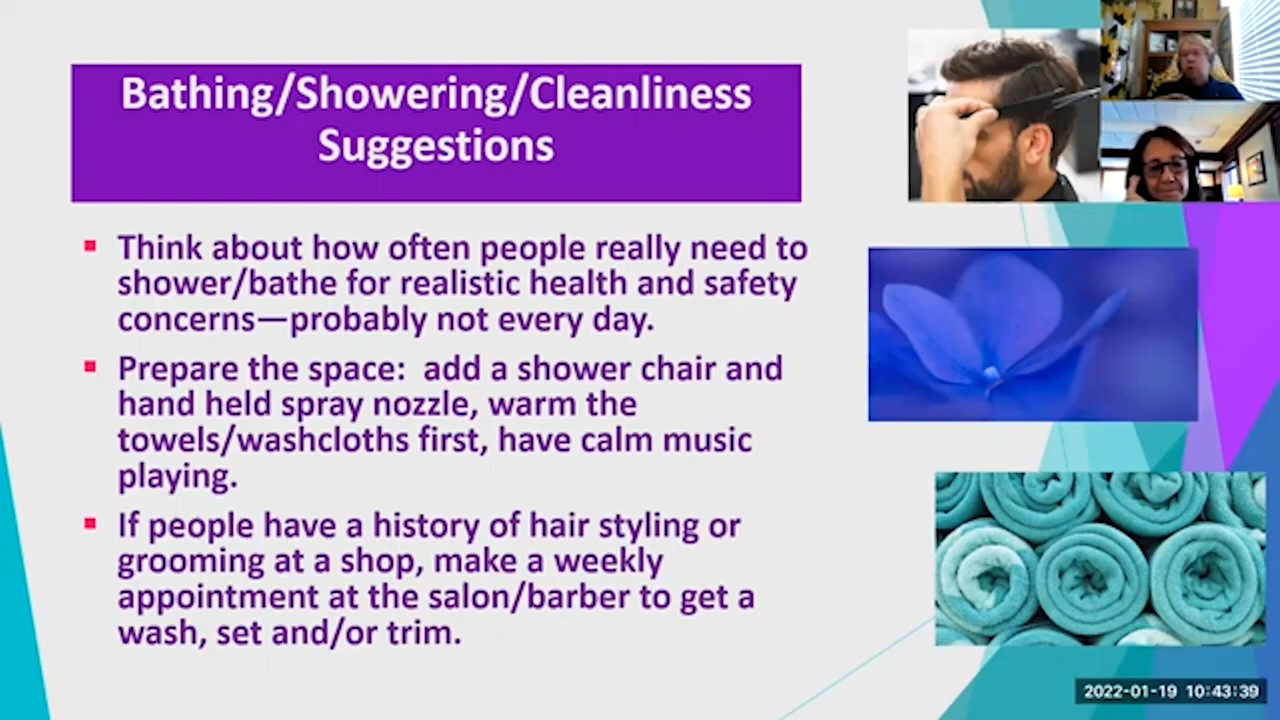 Bathing/Showering/Cleanliness
Suggestions
Think about how often people really need to
shower/bathe for realistic health and safety
concerns—probably not every day.
Prepare the space:  add a shower chair and
hand held spray nozzle, warm the
towels/washcloths first, have calm music
playing.
If people have a history of hair styling or
grooming at a shop, make a weekly
appointment at the salon/barber to get a
wash, set and/or trim.
2022-01-19 10:43:39